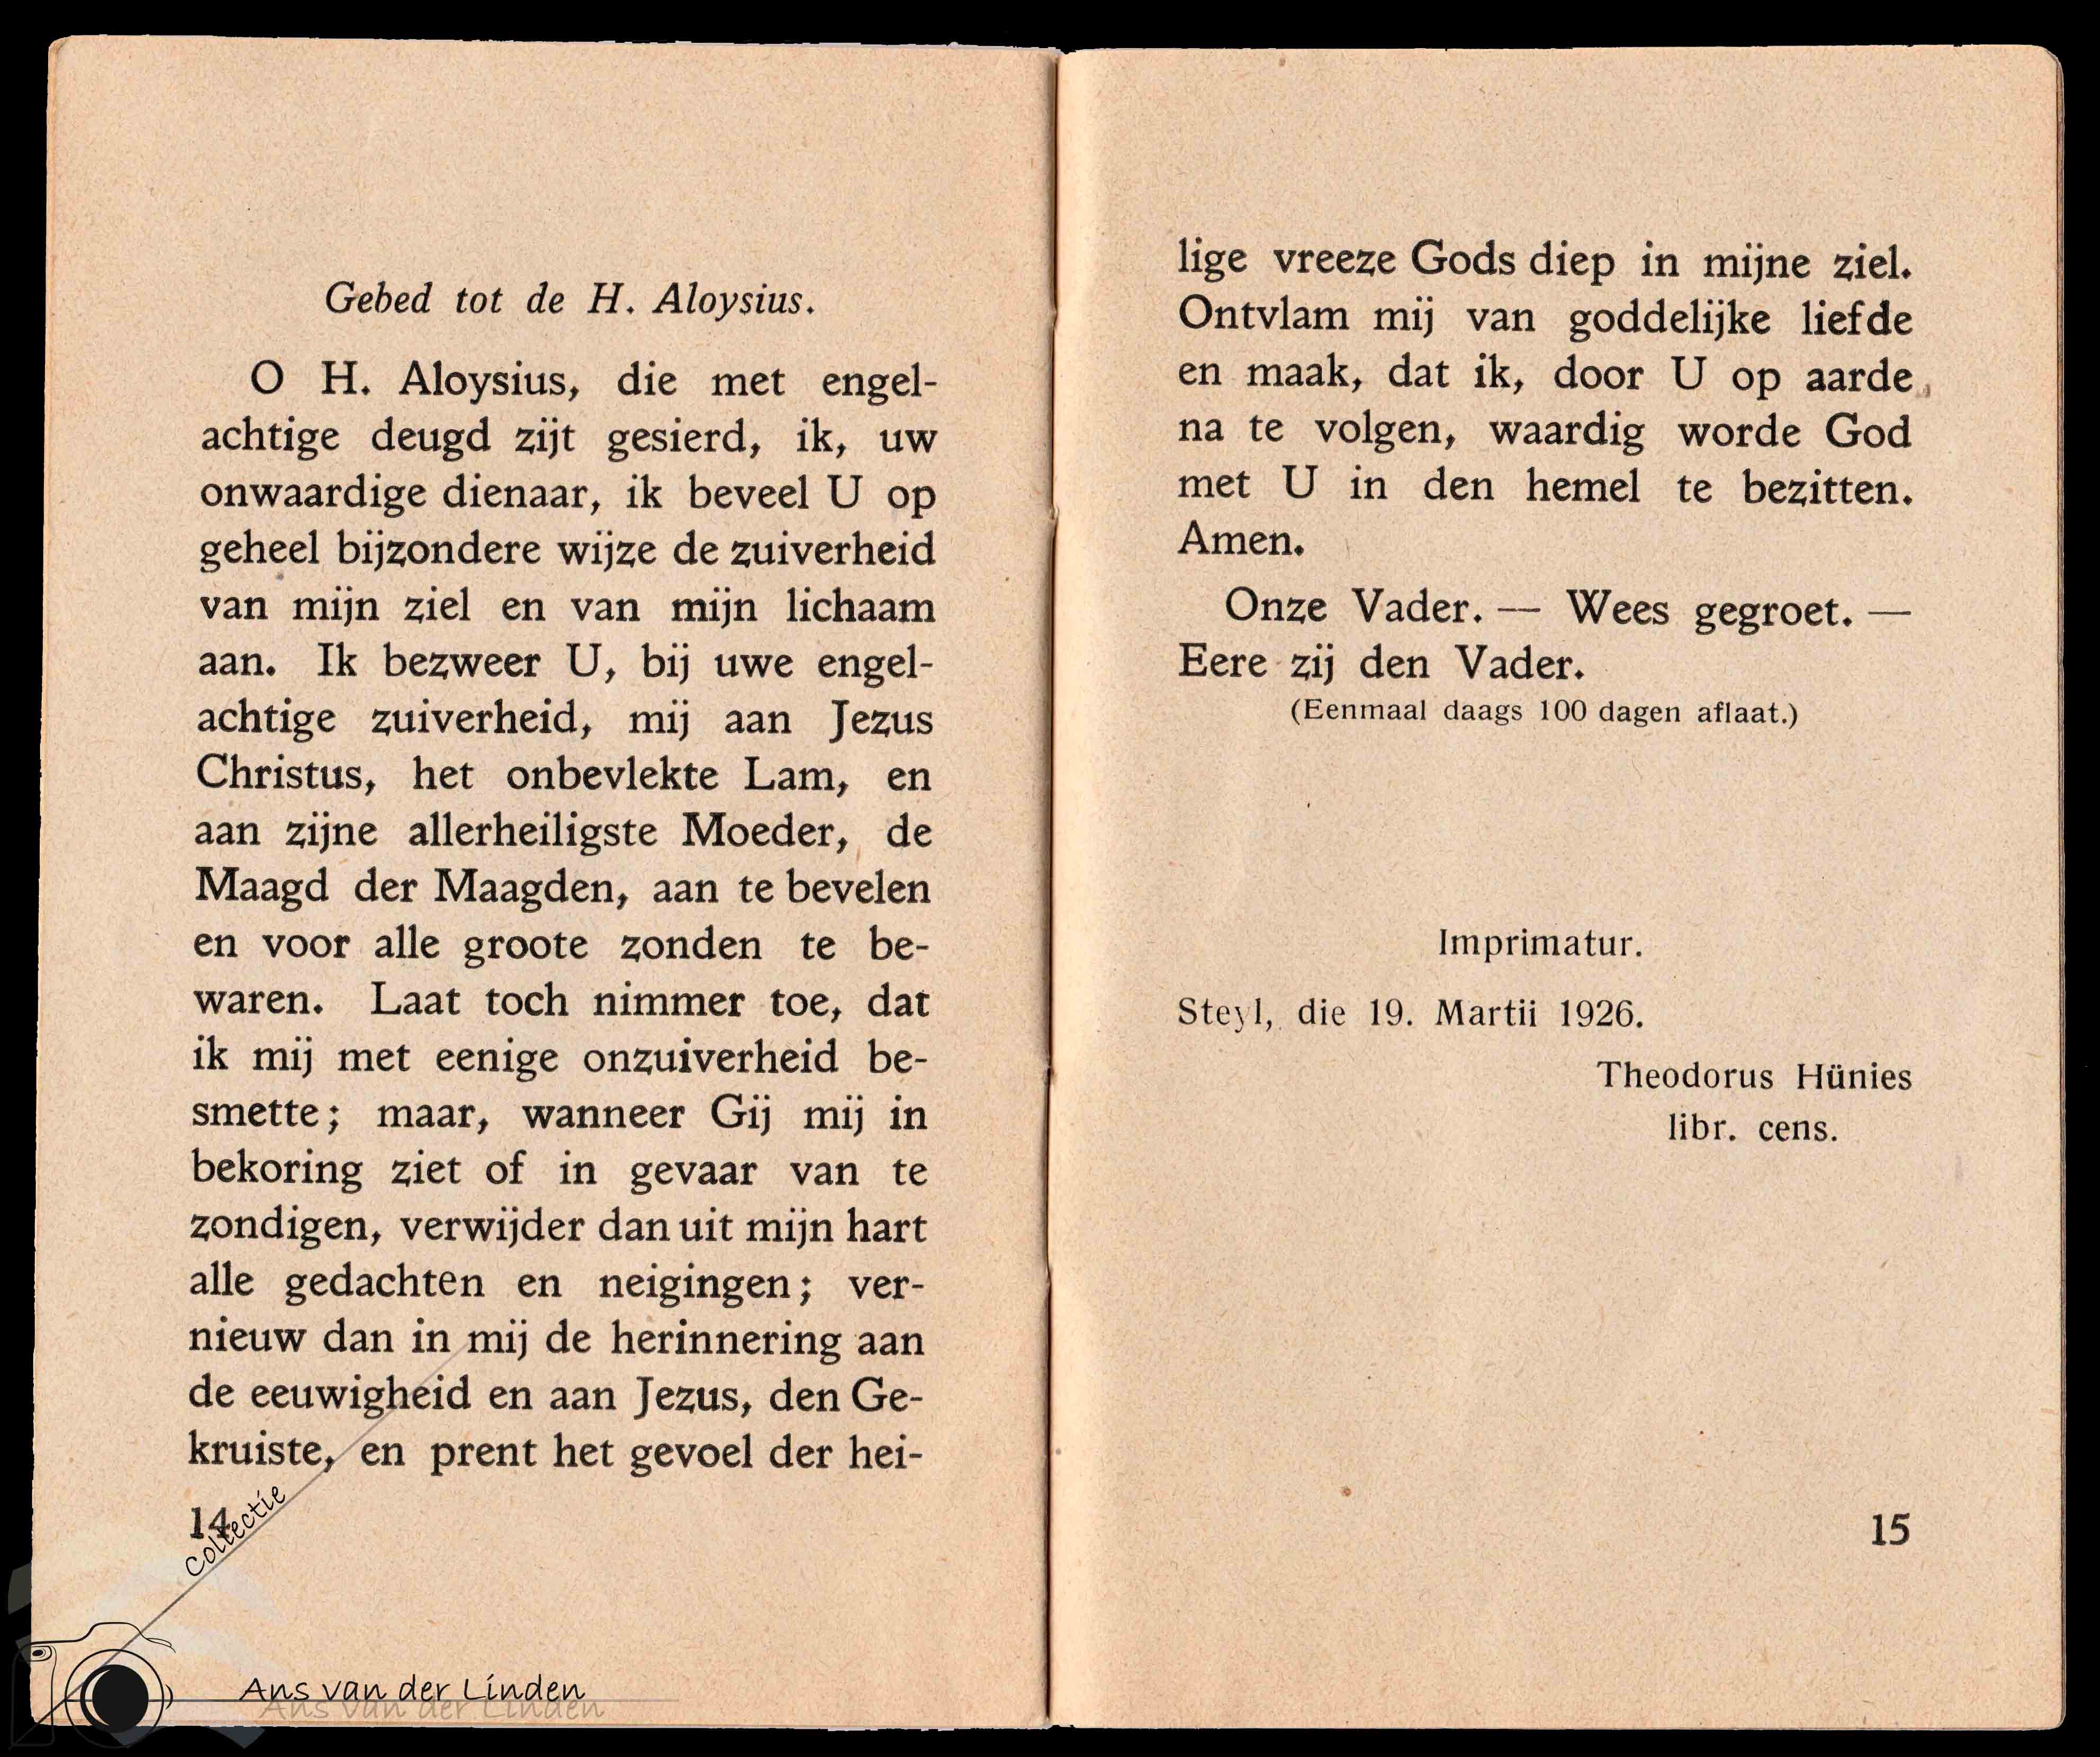 Gebed tot de H. Aloysius.
O H. Aloysius, die met engel-
achtige deugd zijt gesierd, ik, uw
onwaardige dienaar, ik beveel U op
geheel bijzondere wijze de zuiverheid
van mijn ziel en van mijn lichaam
aan. Ik bezweer U, bij uwe engel-
achtige zuiverheid, mij aan Jezus
Christus, het onbevlekte Lam, en
aan zijne allerheiligste Moeder, de
Maagd der Maagden, aan te bevelen
en voor alle groote zonden te be-
waren. Laat toch nimmer toe, dat
ik mij met eenige onzuiverheid be-
smette; maar, wanneer Gij mij in
bekoring ziet of in gevaar van te
zondigen, verwijder dan uit mijn hart
alle gedachten en neigingen; ver-
nieuw dan in mij de herinnering aan
de eeuwigheid en aan Jezus, den Ge-
kruiste, en prent het gevoel der hei-
14
Collectie
Ans van der Linden
Ans van der Linden
lige vreeze Gods diep in mijne ziel.
Ontvlam mij van goddelijke liefde
en maak, dat ik, door U op aarde
na te volgen, waardig worde God
met U in den hemel te bezitten.
Amen.
Onze Vader. — Wees gegroet. —
Eere zij den Vader.
(Eenmaal daags 100 dagen aflaat.)
Imprimatur.
Steyl, die 19. Martii 1926.
Theodorus Hünies
libr. cens.
15